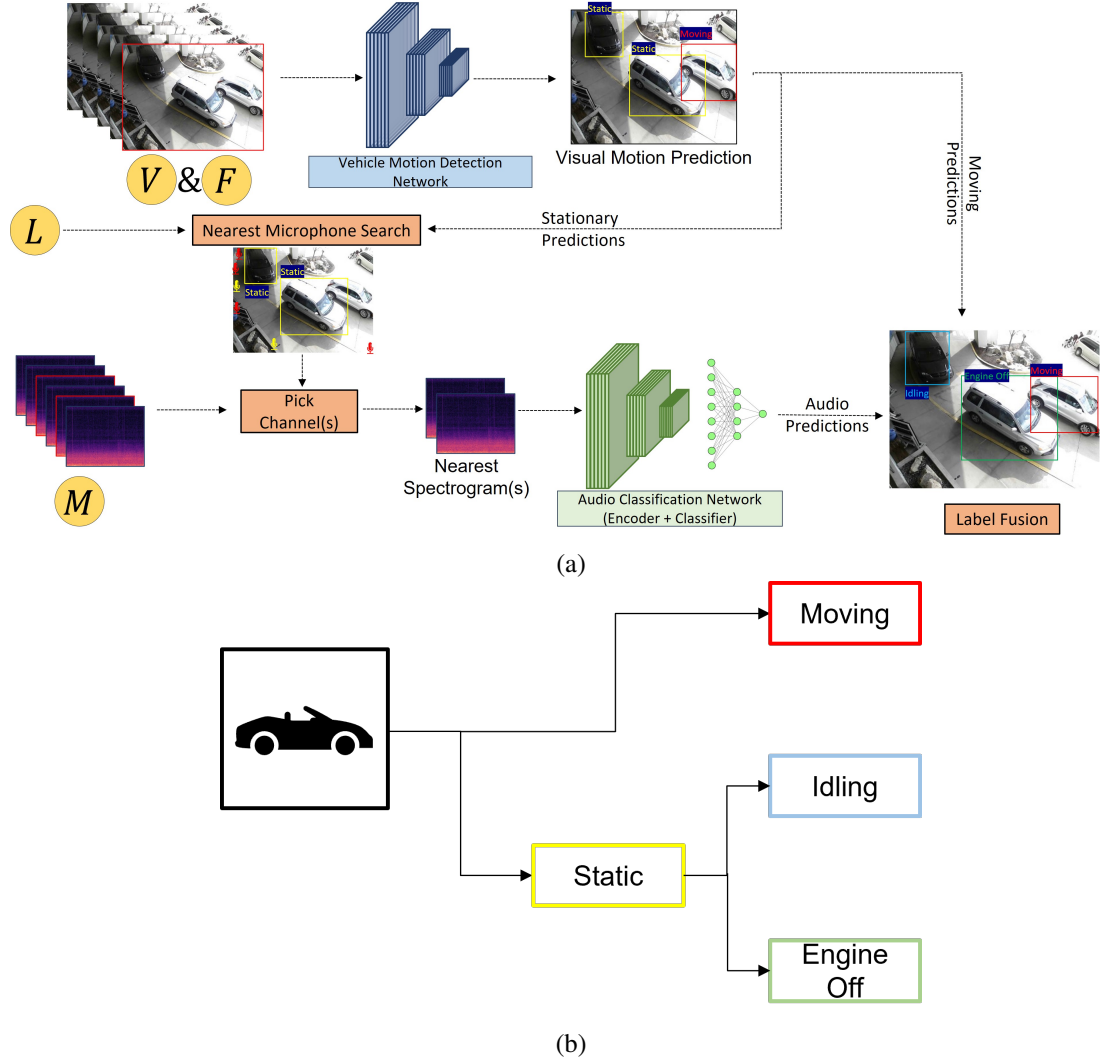 Static
Moving
Static
Vehicle Motion Detection
Network
Visual Motion Prediction
V & F
Moving
Predictions
L
Nearest Microphone Search
Stationary
Predictions
Static
Static
Pick
Channel(s)
Nearest
Spectrogram(s)
M
Audio Classification Network
(Encoder + Classifier)
Audio
Predictions
Engine Off
Moving
Idling
Label Fusion
(a)
Moving
Idling
Static
Engine
Off
(b)